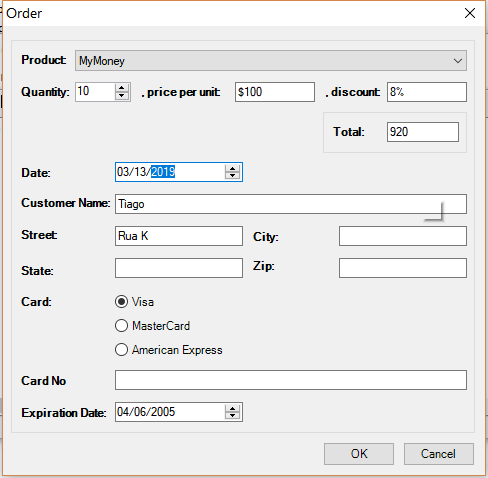 Order
Product: MyMoney
Quantity: 10 , price per unit: $100 , discount: 8%
Total: 920
Date: 03/13/2019
Customer Name: Tiago
Street: Rua K City:
State: Zip:
Card: Visa
MasterCard
American Express
Card No
Expiration Date: 04/06/2005
OK Cancel